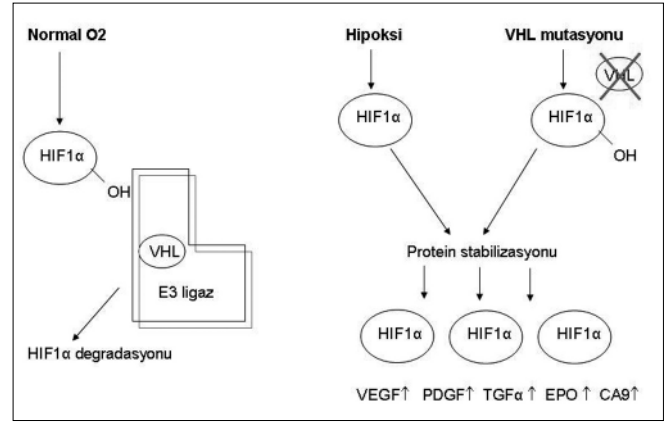 Normal O2
HIF1α
OH
VHL
E3 ligaz
HIF1α degradasyonu
Hipoksi
VHL mutasyonu
VHL
HIF1α
HIF1α
OH
Protein stabilizasyonu
HIF1α HIF1α HIF1α
VEGF↑ PDGF↑ TGFα↑ EPO↑ CA9↑